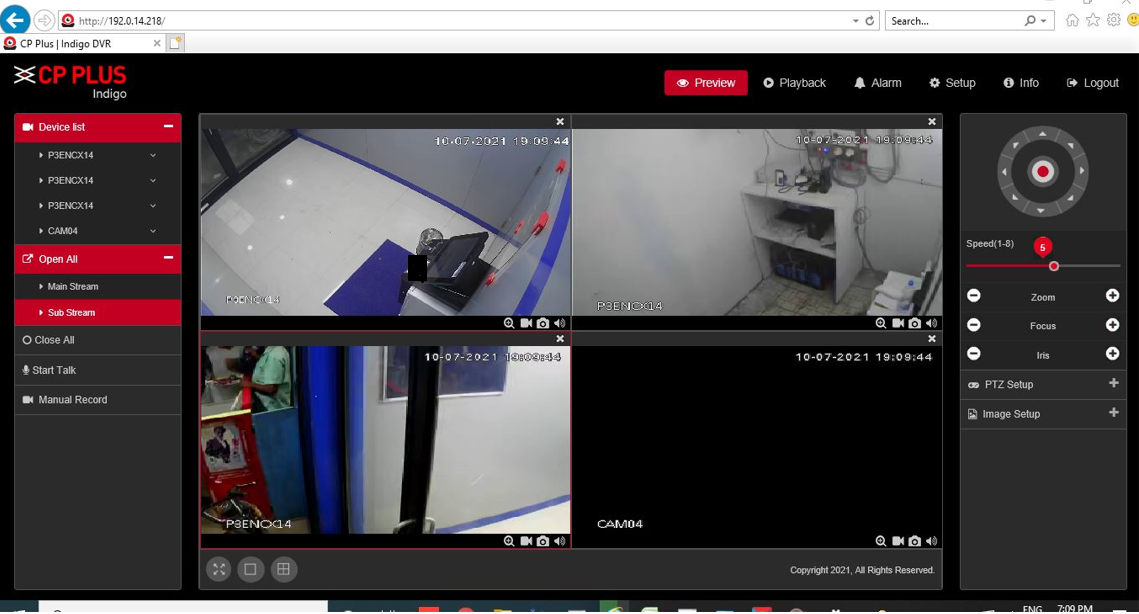 http://192.0.14.218/
Search...
CP Plus | Indigo DVR
CP PLUS
Indigo
Preview
Playback
Alarm
Setup
Info
Logout
Device list
P3ENCX14
P3ENCX14
P3ENCX14
CAM04
Open All
Main Stream
Sub Stream
Close All
Start Talk
Manual Record
10-07-2021 19:09:44
P3ENCX14
10-07-2021 19:09:44
P3ENCX14
10-07-2021 19:09:44
P3ENCX14
10-07-2021 19:09:44
CAM04
Speed(1-8)
5
Zoom
Focus
Iris
PTZ Setup
Image Setup
Copyright 2021, All Rights Reserved.
ENG
7:09 PM